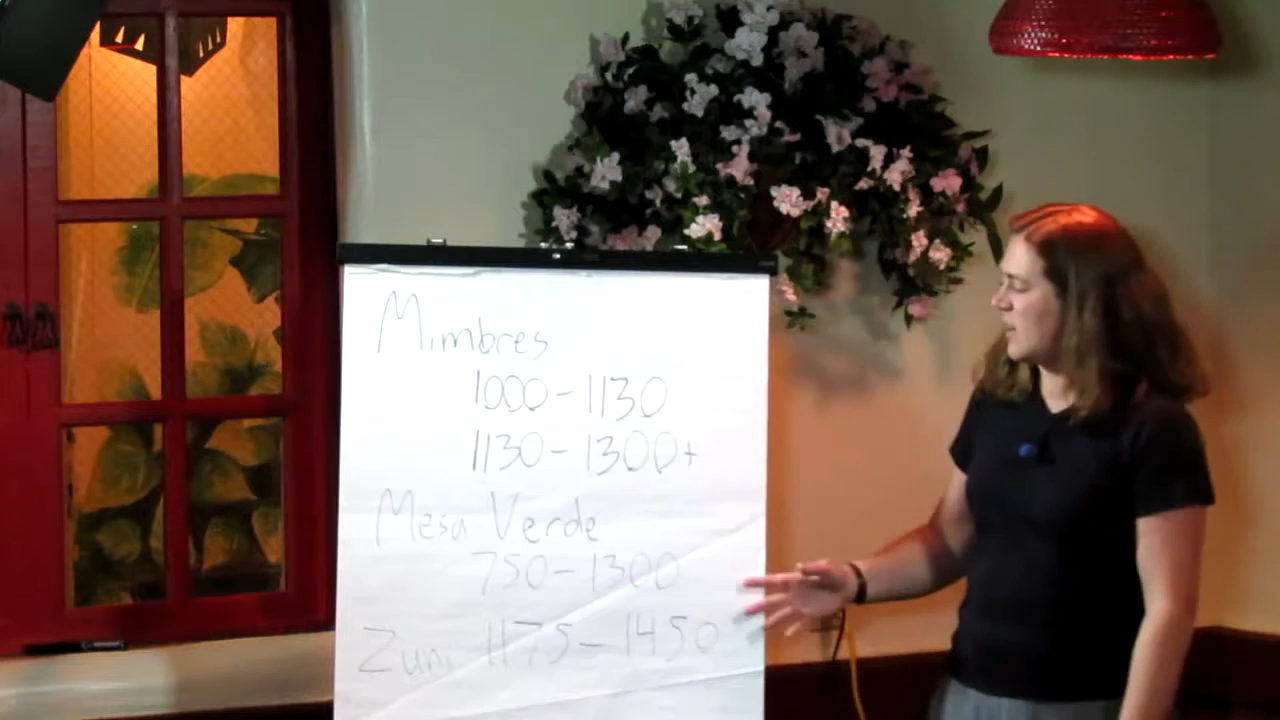 Mimbres
1000-1130
1130-1300+
Mesa Verde
750-1300
Zuni 1175-1450